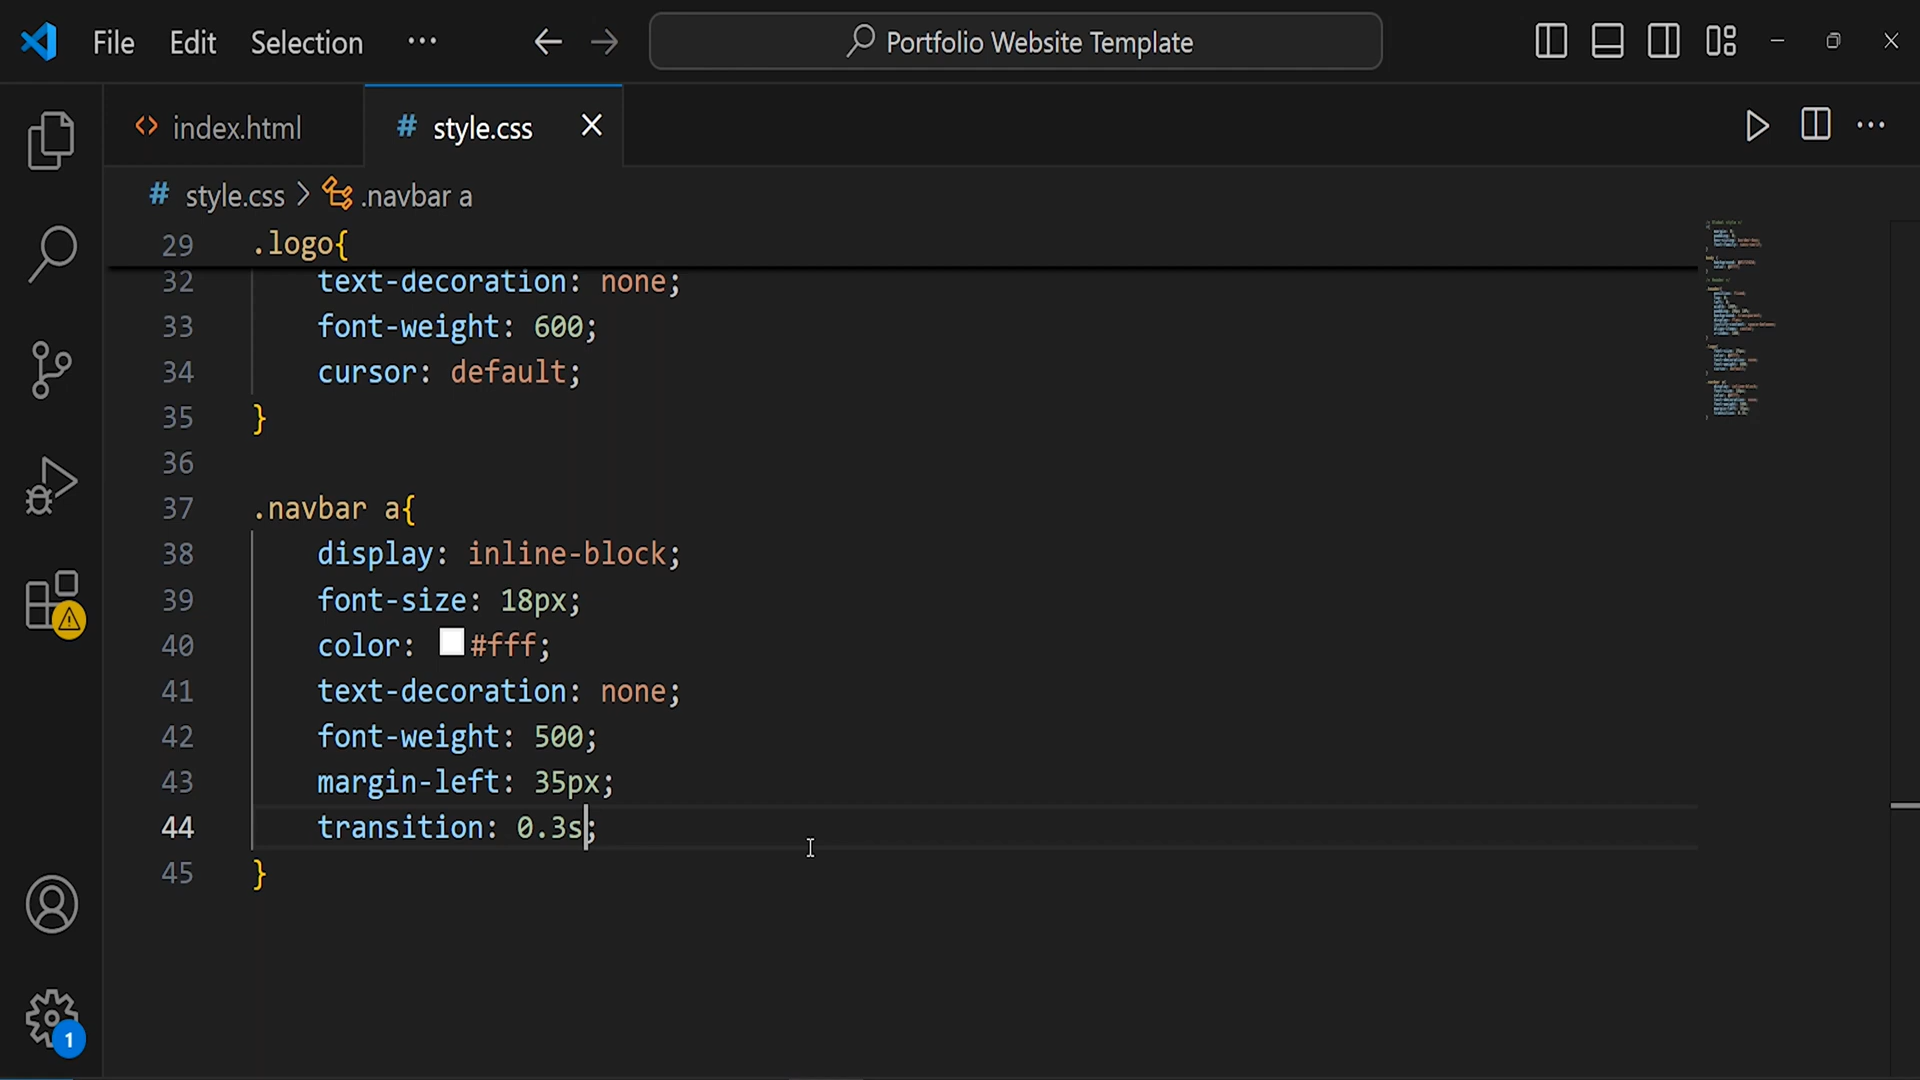 File Edit Selection ··· Portfolio Website Template
index.html # style.css
# style.css > .navbar a
29 .logo{
32 text-decoration: none;
33 font-weight: 600;
34 cursor: default;
35 }
36
37 .navbar a{
38 display: inline-block;
39 font-size: 18px;
40 color: #fff;
41 text-decoration: none;
42 font-weight: 500;
43 margin-left: 35px;
44 transition: 0.3s;
45 }
1